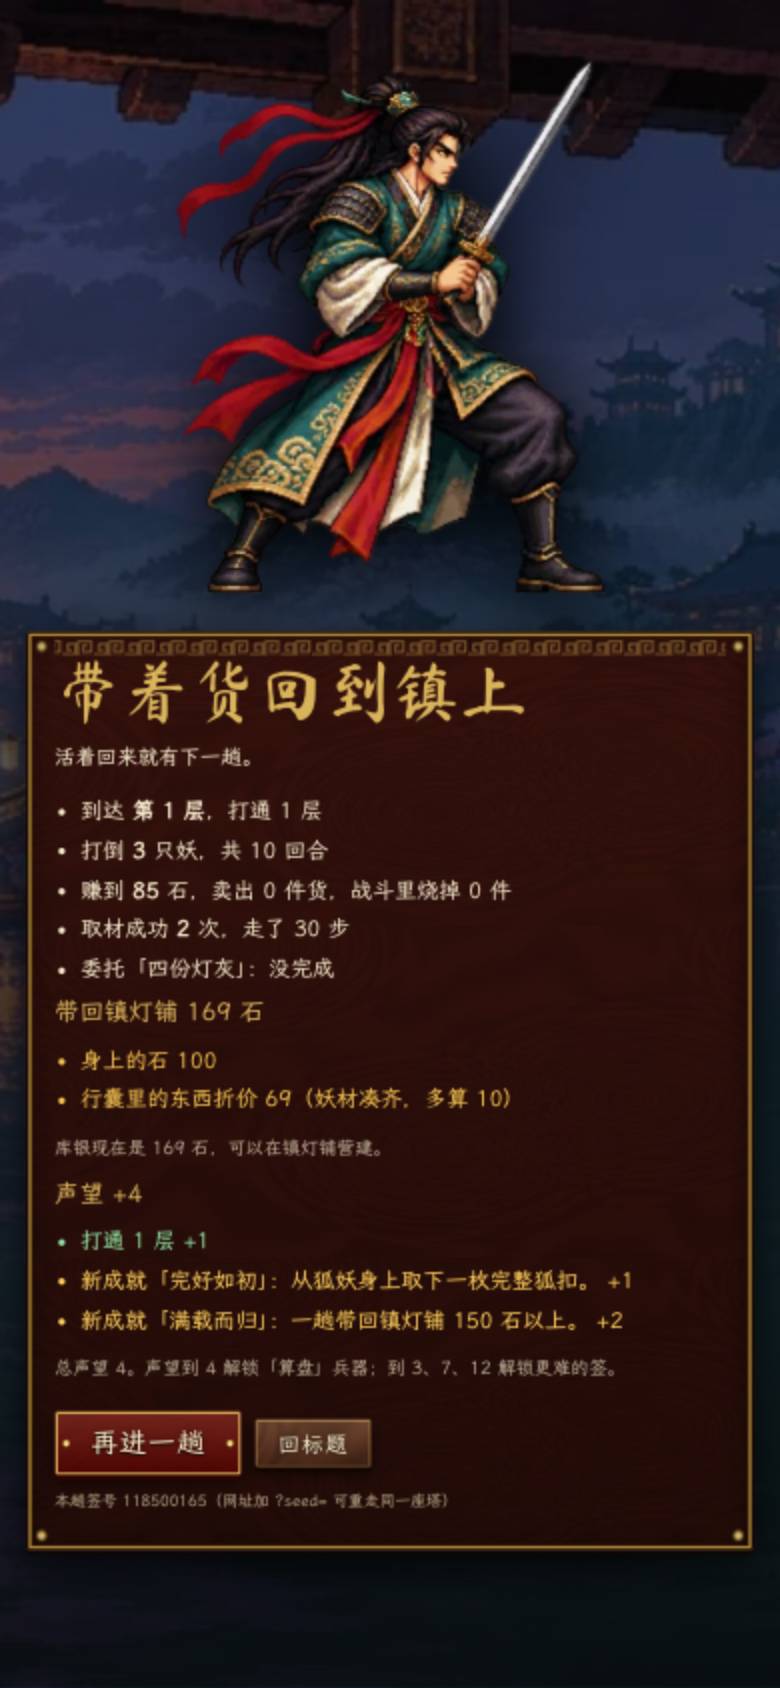 带着货回到镇上
活着回来就有下一趟。
• 到达 第 1 层，打通 1 层
• 打倒 3 只妖，共 10 回合
• 赚到 85 石，卖出 0 件货，战斗里烧掉 0 件
• 取材成功 2 次，走了 30 步
• 委托「四份灯灰」：没完成
带回镇灯铺 169 石
• 身上的石 100
• 行囊里的东西折价 69（妖材凑齐，多算 10）
库银现在是 169 石，可以在镇灯铺营建。
声望 +4
• 打通 1 层 +1
• 新成就「完好如初」：从狐妖身上取下一枚完整狐扣。 +1
• 新成就「满载而归」：一趟带回镇灯铺 150 石以上。 +2
总声望 4。声望到 4 解锁「算盘」兵器；到 3、7、12 解锁更难的签。
再进一趟
回标题
本趟签号 118500165（网址加 ?seed= 可重走同一座塔）